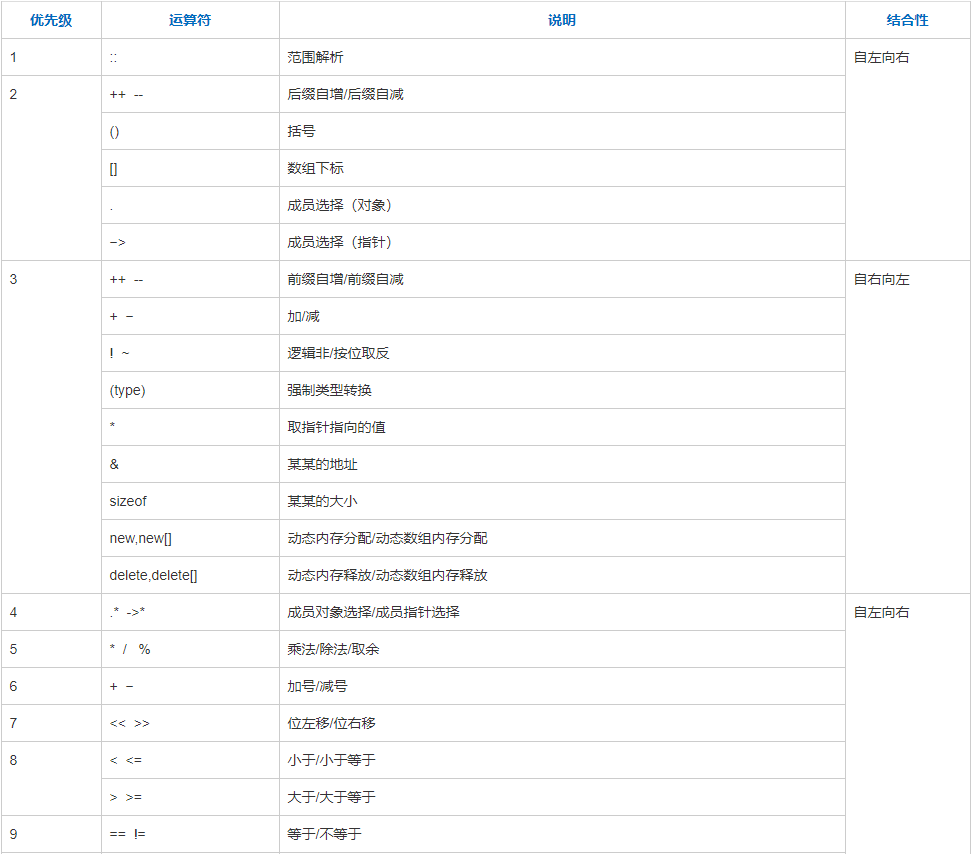 优先级 运算符 说明 结合性
1 :: 范围解析 自左向右
2 ++ -- 后缀自增/后缀自减
() 括号
[] 数组下标
. 成员选择（对象）
−> 成员选择（指针）
3 ++ -- 前缀自增/前缀自减 自右向左
+ − 加/减
! ~ 逻辑非/按位取反
(type) 强制类型转换
* 取指针指向的值
& 某某的地址
sizeof 某某的大小
new,new[] 动态内存分配/动态数组内存分配
delete,delete[] 动态内存释放/动态数组内存释放
4 .* ->* 成员对象选择/成员指针选择 自左向右
5 * / % 乘法/除法/取余
6 + − 加号/减号
7 << >> 位左移/位右移
8 < <= 小于/小于等于
> >= 大于/大于等于
9 == != 等于/不等于